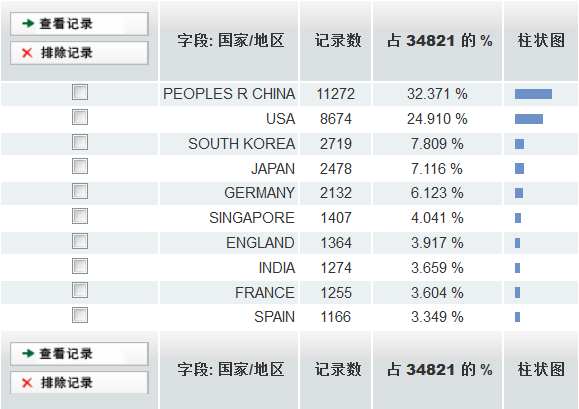 查看记录
排除记录
字段: 国家/地区 记录数 占 34821 的 % 柱状图
PEOPLES R CHINA 11272 32.371 %
USA 8674 24.910 %
SOUTH KOREA 2719 7.809 %
JAPAN 2478 7.116 %
GERMANY 2132 6.123 %
SINGAPORE 1407 4.041 %
ENGLAND 1364 3.917 %
INDIA 1274 3.659 %
FRANCE 1255 3.604 %
SPAIN 1166 3.349 %
查看记录
排除记录
字段: 国家/地区 记录数 占 34821 的 % 柱状图